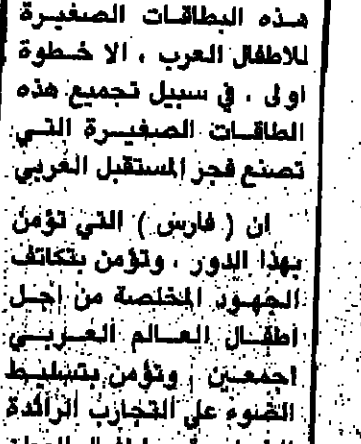 هذه البطاقات الصغيرة
للاطفال العرب ، الا خطوة
اولى ، في سبيل تجميع هذه
الطاقات الصغيرة التي
تصنع فجر المستقبل العربي
ان ( فارس ) التي تؤمن
بهذا الدور ، وتؤمن بتكاتف
الجهود المخلصة من اجل
اطفال العالم العربي
اجمعين وتؤمن بتسليط
الضوء على التجارب الرائدة